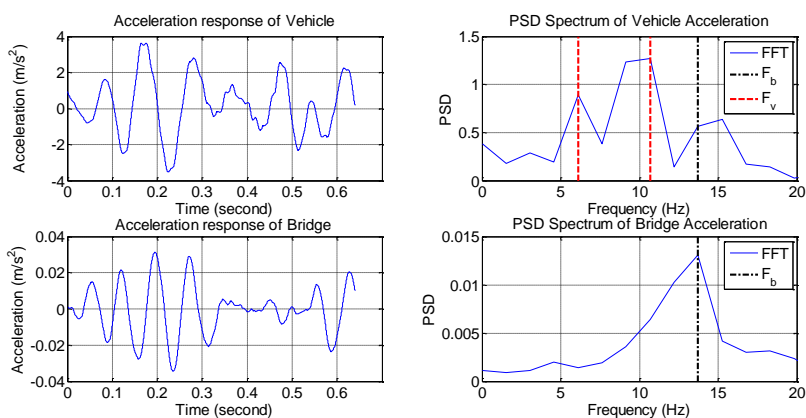 Acceleration response of Vehicle
Acceleration (m/s²)
4
2
0
-2
-4
0 0.1 0.2 0.3 0.4 0.5 0.6
Time (second)
PSD Spectrum of Vehicle Acceleration
PSD
1.5
1
0.5
0
0 5 10 15 20
Frequency (Hz)
FFT
F_b
F_v
Acceleration response of Bridge
Acceleration (m/s²)
0.04
0.02
0
-0.02
-0.04
0 0.1 0.2 0.3 0.4 0.5 0.6
Time (second)
PSD Spectrum of Bridge Acceleration
PSD
0.015
0.01
0.005
0
0 5 10 15 20
Frequency (Hz)
FFT
F_b